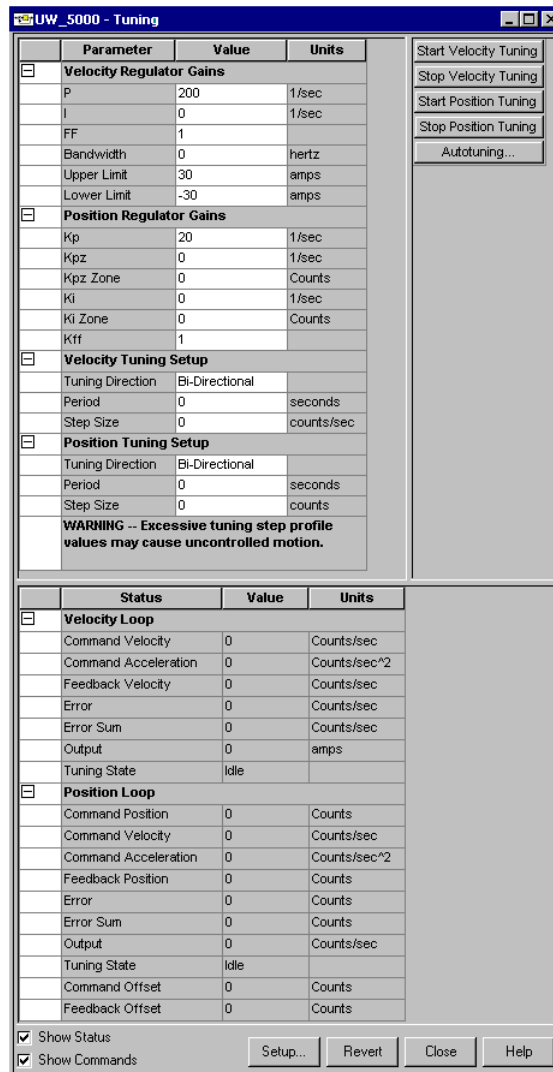 UW_5000 - Tuning
Parameter Value Units
Velocity Regulator Gains
P 200 1/sec
I 0 1/sec
FF 1
Bandwidth 0 hertz
Upper Limit 30 amps
Lower Limit -30 amps
Position Regulator Gains
Kp 20 1/sec
Kpz 0 1/sec
Kpz Zone 0 Counts
Ki 0 1/sec
Ki Zone 0 Counts
Kff 1
Velocity Tuning Setup
Tuning Direction Bi-Directional
Period 0 seconds
Step Size 0 counts/sec
Position Tuning Setup
Tuning Direction Bi-Directional
Period 0 seconds
Step Size 0 counts
WARNING -- Excessive tuning step profile
values may cause uncontrolled motion.
Start Velocity Tuning
Stop Velocity Tuning
Start Position Tuning
Stop Position Tuning
Autotuning...
Status Value Units
Velocity Loop
Command Velocity 0 Counts/sec
Command Acceleration 0 Counts/sec^2
Feedback Velocity 0 Counts/sec
Error 0 Counts/sec
Error Sum 0 Counts/sec
Output 0 amps
Tuning State Idle
Position Loop
Command Position 0 Counts
Command Velocity 0 Counts/sec
Command Acceleration 0 Counts/sec^2
Feedback Position 0 Counts
Error 0 Counts
Error Sum 0 Counts
Output 0 Counts/sec
Tuning State Idle
Command Offset 0 Counts
Feedback Offset 0 Counts
Show Status
Show Commands
Setup... Revert Close Help